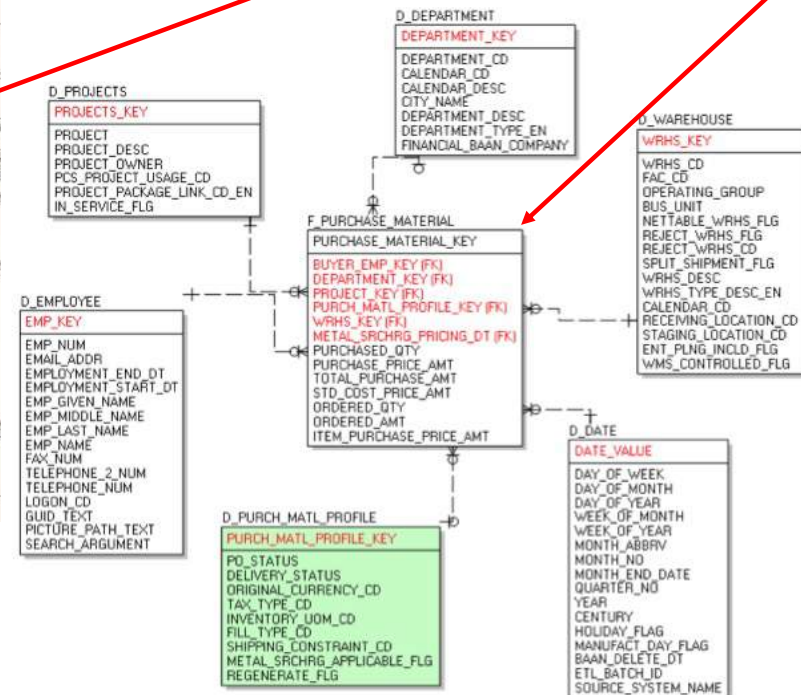 D_DEPARTMENT
DEPARTMENT_KEY
DEPARTMENT_CD
CALENDAR_CD
CALENDAR_DESC
CITY_NAME
DEPARTMENT_DESC
DEPARTMENT_TYPE_EN
FINANCIAL_BAAN_COMPANY
D_PROJECTS
PROJECTS_KEY
PROJECT
PROJECT_DESC
PROJECT_OWNER
PCS_PROJECT_USAGE_CD
PROJECT_PACKAGE_LINK_CD_EN
IN_SERVICE_FLG
D_WAREHOUSE
WRHS_KEY
WRHS_CD
FAC_CD
OPERATING_GROUP
BUS_UNIT
NETTABLE_WRHS_FLG
REJECT_WRHS_FLG
REJECT_WRHS_CD
SPLIT_SHIPMENT_FLG
WRHS_DESC
WRHS_TYPE_DESC_EN
CALENDAR_CD
RECEIVING_LOCATION_CD
STAGING_LOCATION_CD
ENT_PLNG_INCLD_FLG
WMS_CONTROLLED_FLG
F_PURCHASE_MATERIAL
PURCHASE_MATERIAL_KEY
BUYER_EMP_KEY (FK)
DEPARTMENT_KEY (FK)
PROJECT_KEY (FK)
PURCH_MATL_PROFILE_KEY (FK)
WRHS_KEY (FK)
METAL_SRCHRG_PRICING_DT (FK)
PURCHASED_QTY
PURCHASE_PRICE_AMT
TOTAL_PURCHASE_AMT
STD_COST_PRICE_AMT
ORDERED_QTY
ORDERED_AMT
ITEM_PURCHASE_PRICE_AMT
D_EMPLOYEE
EMP_KEY
EMP_NUM
EMAIL_ADDR
EMPLOYMENT_END_DT
EMPLOYMENT_START_DT
EMP_GIVEN_NAME
EMP_MIDDLE_NAME
EMP_LAST_NAME
EMP_NAME
FAX_NUM
TELEPHONE_2_NUM
TELEPHONE_NUM
LOGON_CD
GUID_TEXT
PICTURE_PATH_TEXT
SEARCH_ARGUMENT
D_DATE
DATE_VALUE
DAY_OF_WEEK
DAY_OF_MONTH
DAY_OF_YEAR
WEEK_OF_MONTH
WEEK_OF_YEAR
MONTH_ABBRV
MONTH_NO
MONTH_END_DATE
QUARTER_NO
YEAR
CENTURY
HOLIDAY_FLAG
MANUFACT_DAY_FLAG
BAAN_DELETE_DT
ETL_BATCH_ID
SOURCE_SYSTEM_NAME
D_PURCH_MATL_PROFILE
PURCH_MATL_PROFILE_KEY
PO_STATUS
DELIVERY_STATUS
ORIGINAL_CURRENCY_CD
TAX_TYPE_CD
INVENTORY_UOM_CD
FILL_TYPE_CD
SHIPPING_CONSTRAINT_CD
METAL_SRCHRG_APPLICABLE_FLG
REGENERATE_FLG